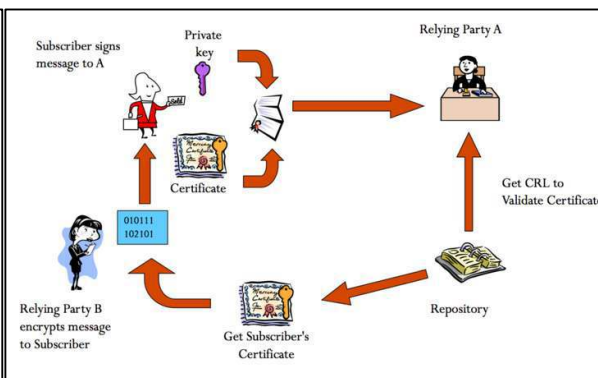 Subscriber signs
message to A
Private
key
Relying Party A
Certificate
Get CRL to
Validate Certificate
010111
102101
Relying Party B
encrypts message
to Subscriber
Get Subscriber's
Certificate
Repository